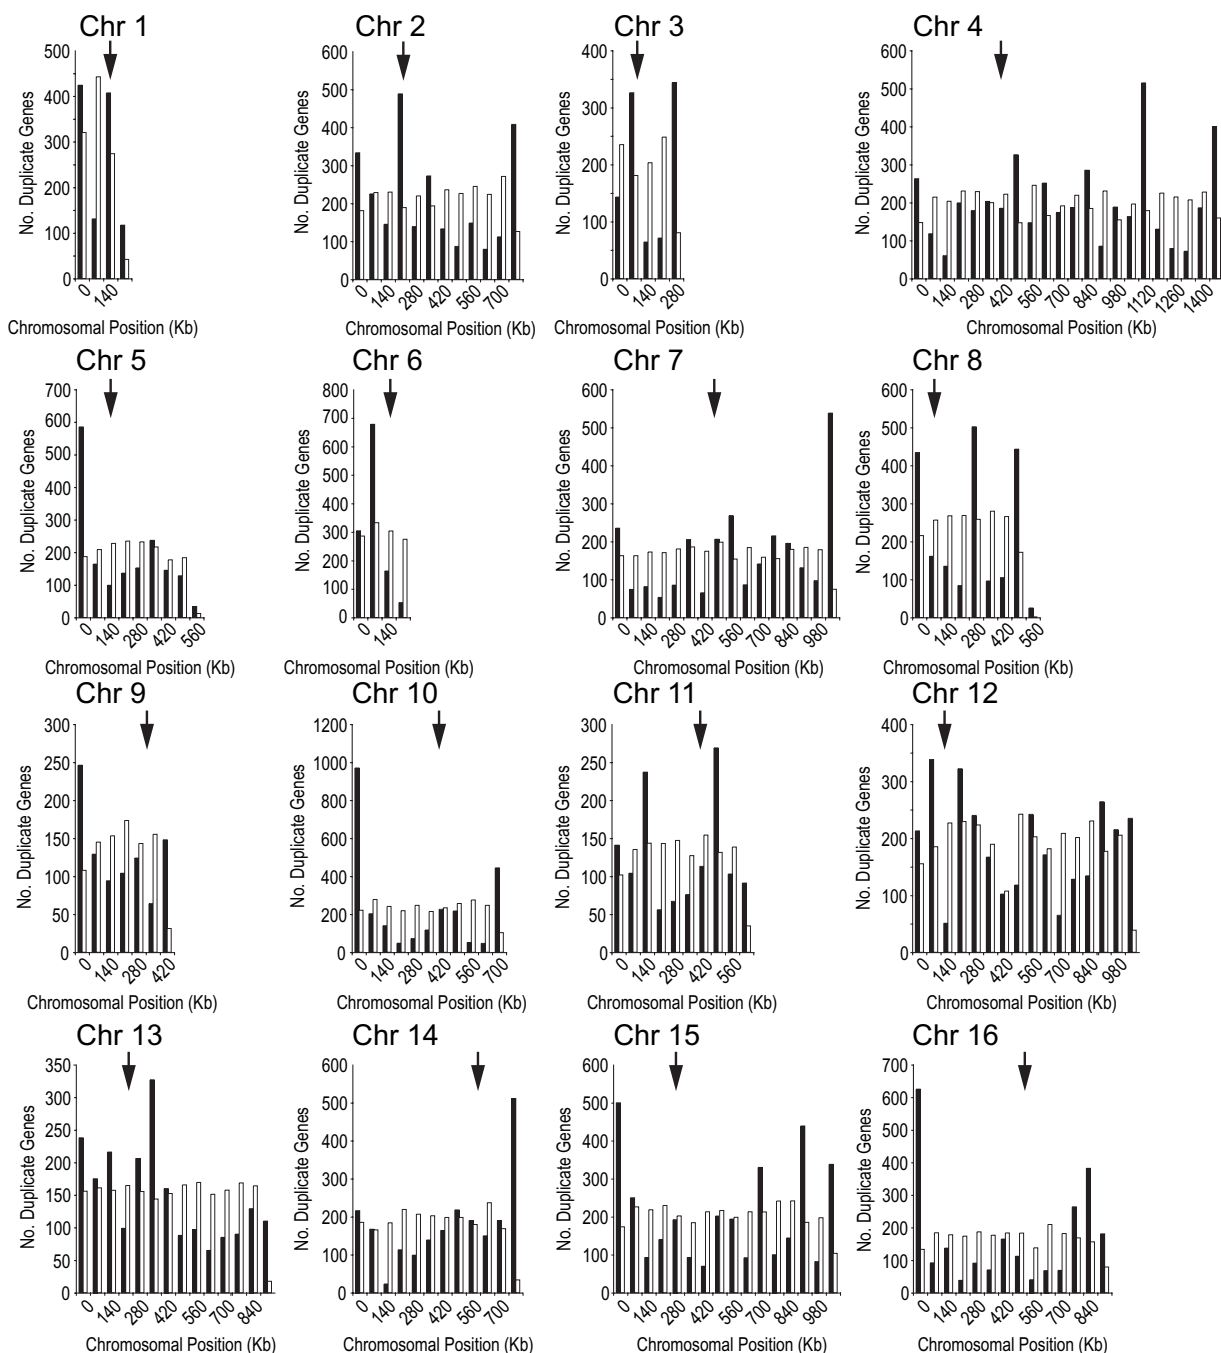 Chr 1
No. Duplicate Genes
500
400
300
200
100
0
0 140
Chromosomal Position (Kb)
Chr 2
No. Duplicate Genes
600
500
400
300
200
100
0
0 140 280 420 560 700
Chromosomal Position (Kb)
Chr 3
No. Duplicate Genes
400
300
200
100
0
0 140 280
Chromosomal Position (Kb)
Chr 4
No. Duplicate Genes
600
500
400
300
200
100
0
0 140 280 420 560 700 840 980 1120 1260 1400
Chromosomal Position (Kb)
Chr 5
No. Duplicate Genes
700
600
500
400
300
200
100
0
0 140 280 420 560
Chromosomal Position (Kb)
Chr 6
No. Duplicate Genes
800
700
600
500
400
300
200
100
0
0 140
Chromosomal Position (Kb)
Chr 7
No. Duplicate Genes
600
500
400
300
200
100
0
0 140 280 420 560 700 840 980
Chromosomal Position (Kb)
Chr 8
No. Duplicate Genes
600
500
400
300
200
100
0
0 140 280 420 560
Chromosomal Position (Kb)
Chr 9
No. Duplicate Genes
300
250
200
150
100
50
0
0 140 280 420
Chromosomal Position (Kb)
Chr 10
No. Duplicate Genes
1200
1000
800
600
400
200
0
0 140 280 420 560 700
Chromosomal Position (Kb)
Chr 11
No. Duplicate Genes
300
250
200
150
100
50
0
0 140 280 420 560
Chromosomal Position (Kb)
Chr 12
No. Duplicate Genes
400
300
200
100
0
0 140 280 420 560 700 840 980
Chromosomal Position (Kb)
Chr 13
No. Duplicate Genes
350
300
250
200
150
100
50
0
0 140 280 420 560 700 840
Chromosomal Position (Kb)
Chr 14
No. Duplicate Genes
600
500
400
300
200
100
0
0 140 280 420 560 700
Chromosomal Position (Kb)
Chr 15
No. Duplicate Genes
600
500
400
300
200
100
0
0 140 280 420 560 700 840 980
Chromosomal Position (Kb)
Chr 16
No. Duplicate Genes
700
600
500
400
300
200
100
0
0 140 280 420 560 700 840
Chromosomal Position (Kb)